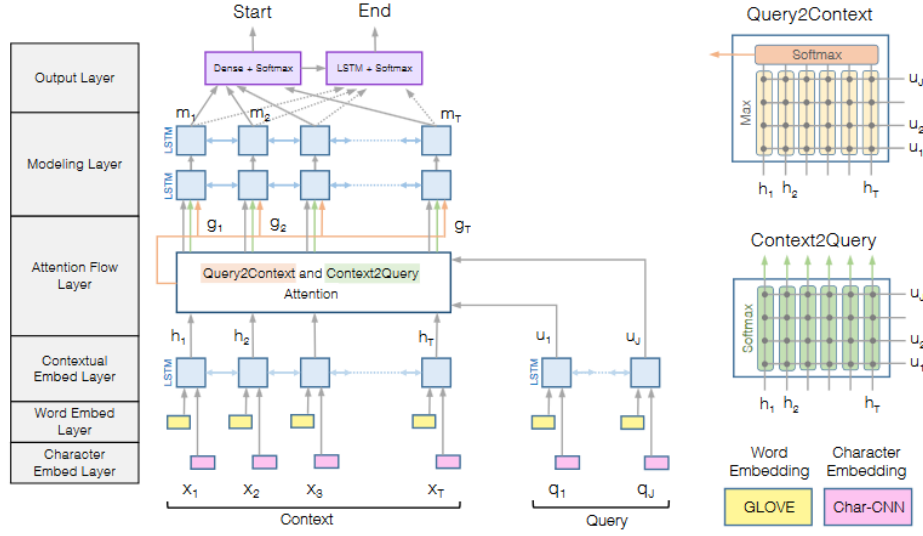 Start End
Output Layer
Dense + Softmax
LSTM + Softmax
m1 m2 mT
Modeling Layer
LSTM
LSTM
g1 g2 gT
Attention Flow
Layer
Query2Context and Context2Query
Attention
h1 h2 hT
u1 uJ
Contextual
Embed Layer
LSTM
LSTM
Word Embed
Layer
Character
Embed Layer
x1 x2 x3 xT
q1 qJ
Context
Query
Query2Context
Softmax
Max
uJ
u2
u1
h1 h2 hT
Context2Query
Softmax
uJ
u2
u1
h1 h2 hT
Word
Embedding
Character
Embedding
GLOVE
Char-CNN